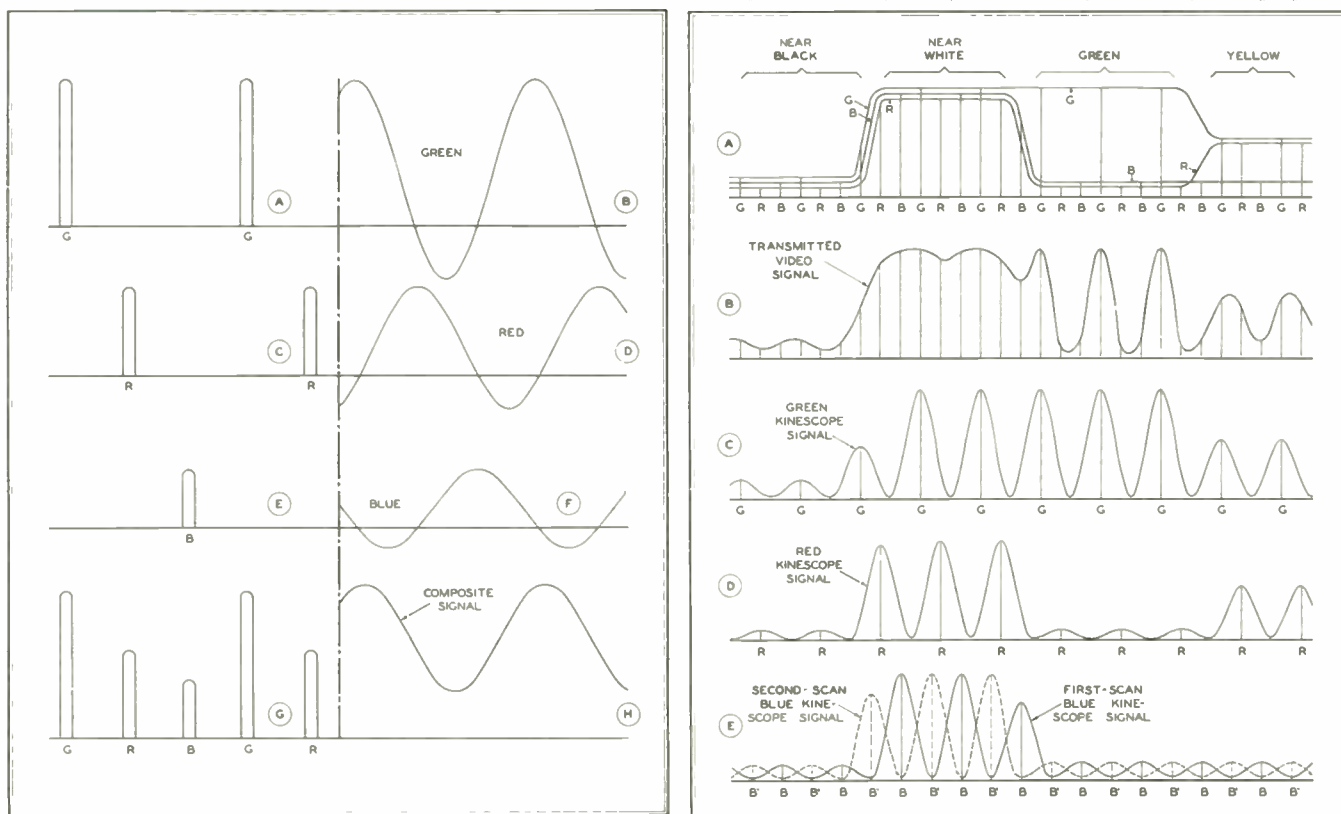 GREEN
A
B
G
G
RED
C
D
R
R
BLUE
E
F
B
COMPOSITE
SIGNAL
G
H
G
R
B
G
R
NEAR
BLACK
NEAR
WHITE
GREEN
YELLOW
G
B
R
G
A
B
R
G R B G R B G R B G R B G R B G R B G R B G R B G R B G R
TRANSMITTED
VIDEO
SIGNAL
B
GREEN
KINESCOPE
SIGNAL
C
G G G G G G G G G G
RED
KINESCOPE
SIGNAL
D
R R R R R R R R R R
SECOND-SCAN
BLUE KINE-
SCOPE SIGNAL
FIRST-SCAN
BLUE KINE-
SCOPE SIGNAL
E
B' B B' B B' B B' B B' B B' B B' B B' B B' B B' B